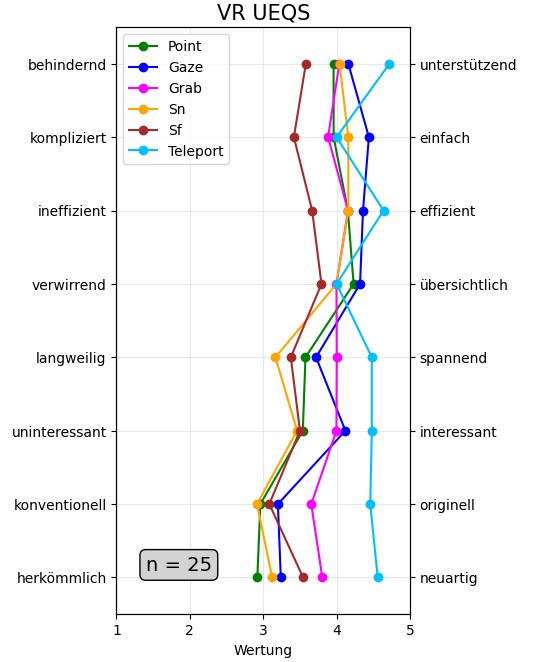 VR UEQS
Point
Gaze
Grab
Sn
Sf
Teleport
behindernd unterstützend
kompliziert einfach
ineffizient effizient
verwirrend übersichtlich
langweilig spannend
uninteressant interessant
konventionell originell
herkömmlich neuartig
n = 25
1 2 3 4 5
Wertung